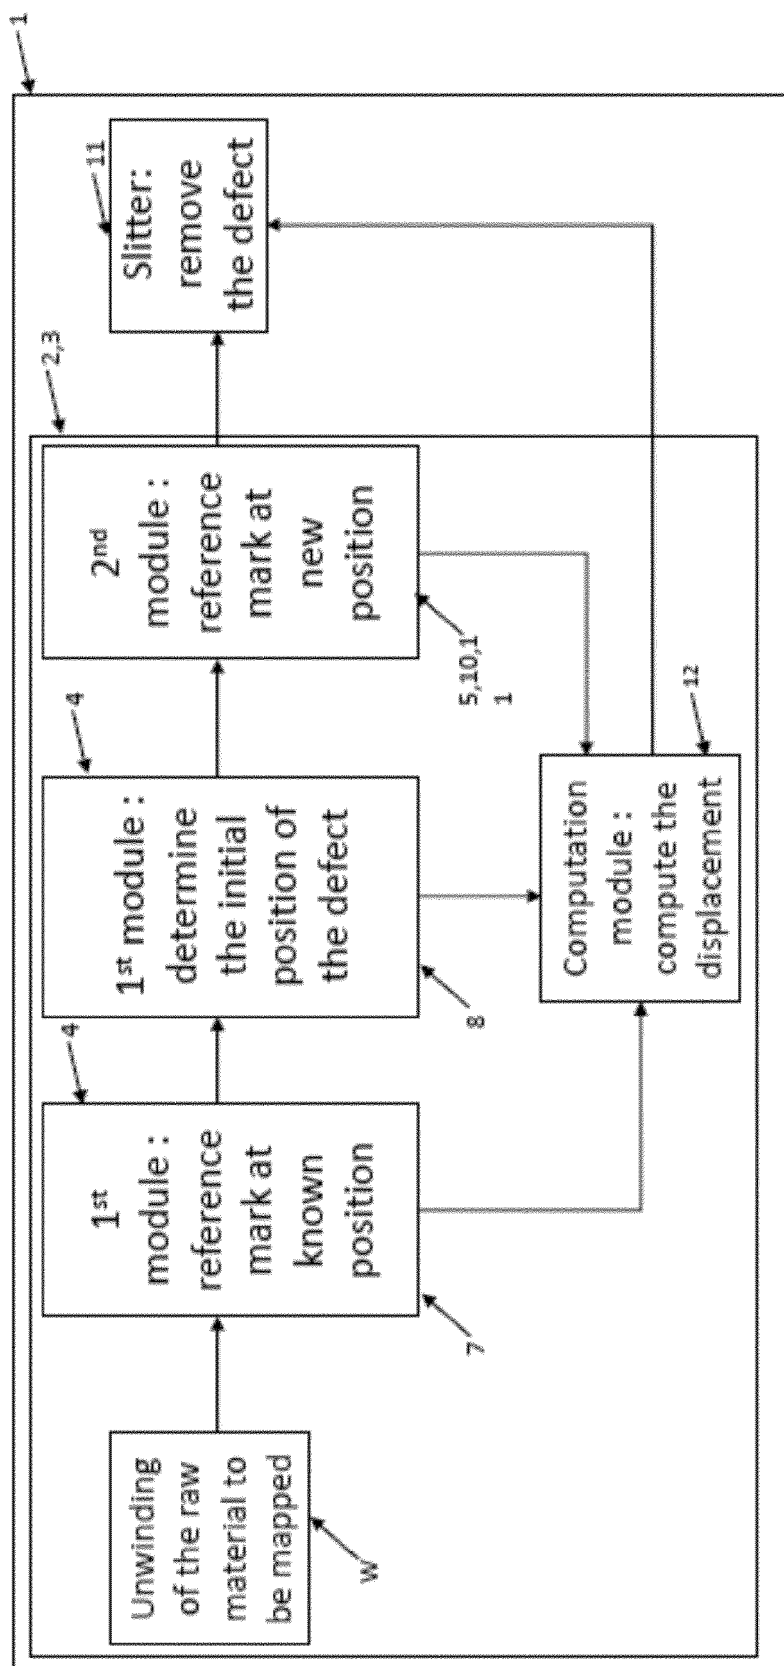 1
2,3
Unwinding
of the raw
material to
be mapped
W
1st
module :
reference
mark at
known
position
4
7
1st module :
determine
the initial
position of
the defect
4
8
2nd
module :
reference
mark at
new
position
5,10,1
1
Slitter:
remove
the defect
11
Computation
module :
compute the
displacement
12